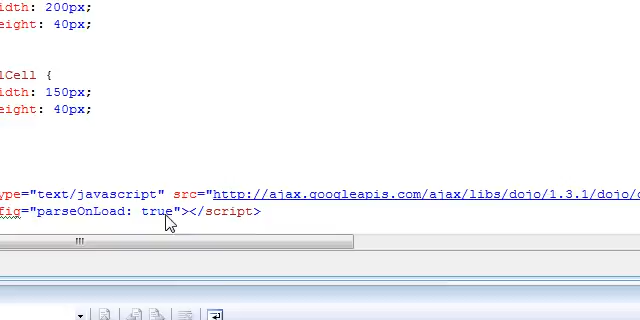 idth: 200px;
eight: 40px;
lCell {
idth: 150px;
eight: 40px;
ype="text/javascript" src="http://ajax.googleapis.com/ajax/libs/dojo/1.3.1/dojo/
fig="parseOnLoad: true"></script>